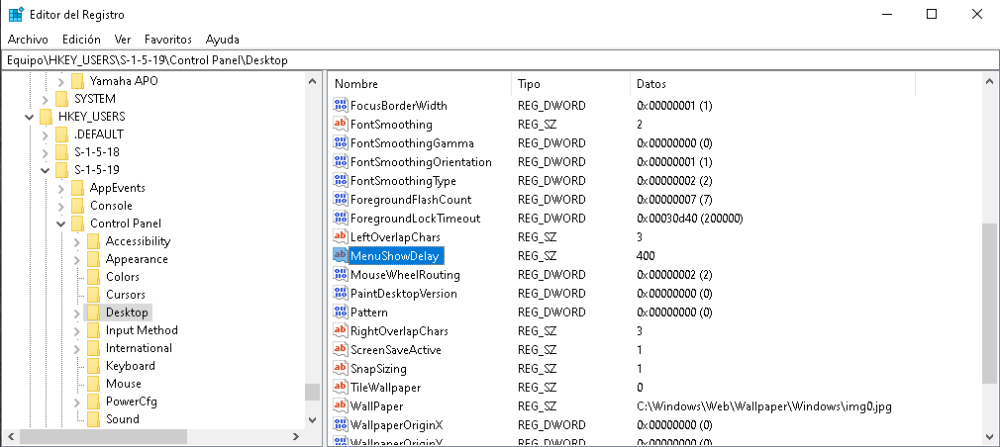 Editor del Registro
Archivo Edición Ver Favoritos Ayuda
Equipo\HKEY_USERS\S-1-5-19\Control Panel\Desktop
Yamaha APO
SYSTEM
HKEY_USERS
.DEFAULT
S-1-5-18
S-1-5-19
AppEvents
Console
Control Panel
Accessibility
Appearance
Colors
Cursors
Desktop
Input Method
International
Keyboard
Mouse
PowerCfg
Sound
Nombre Tipo Datos
FocusBorderWidth REG_DWORD 0x00000001 (1)
FontSmoothing REG_SZ 2
FontSmoothingGamma REG_DWORD 0x00000000 (0)
FontSmoothingOrientation REG_DWORD 0x00000001 (1)
FontSmoothingType REG_DWORD 0x00000002 (2)
ForegroundFlashCount REG_DWORD 0x00000007 (7)
ForegroundLockTimeout REG_DWORD 0x00030d40 (200000)
LeftOverlapChars REG_SZ 3
MenuShowDelay REG_SZ 400
MouseWheelRouting REG_DWORD 0x00000002 (2)
PaintDesktopVersion REG_DWORD 0x00000000 (0)
Pattern REG_DWORD 0x00000000 (0)
RightOverlapChars REG_SZ 3
ScreenSaveActive REG_SZ 1
SnapSizing REG_SZ 1
TileWallpaper REG_SZ 0
WallPaper REG_SZ C:\Windows\Web\Wallpaper\Windows\img0.jpg
WallpaperOriginX REG_DWORD 0x00000000 (0)
WallpaperOriginY REG_DWORD 0x00000000 (0)